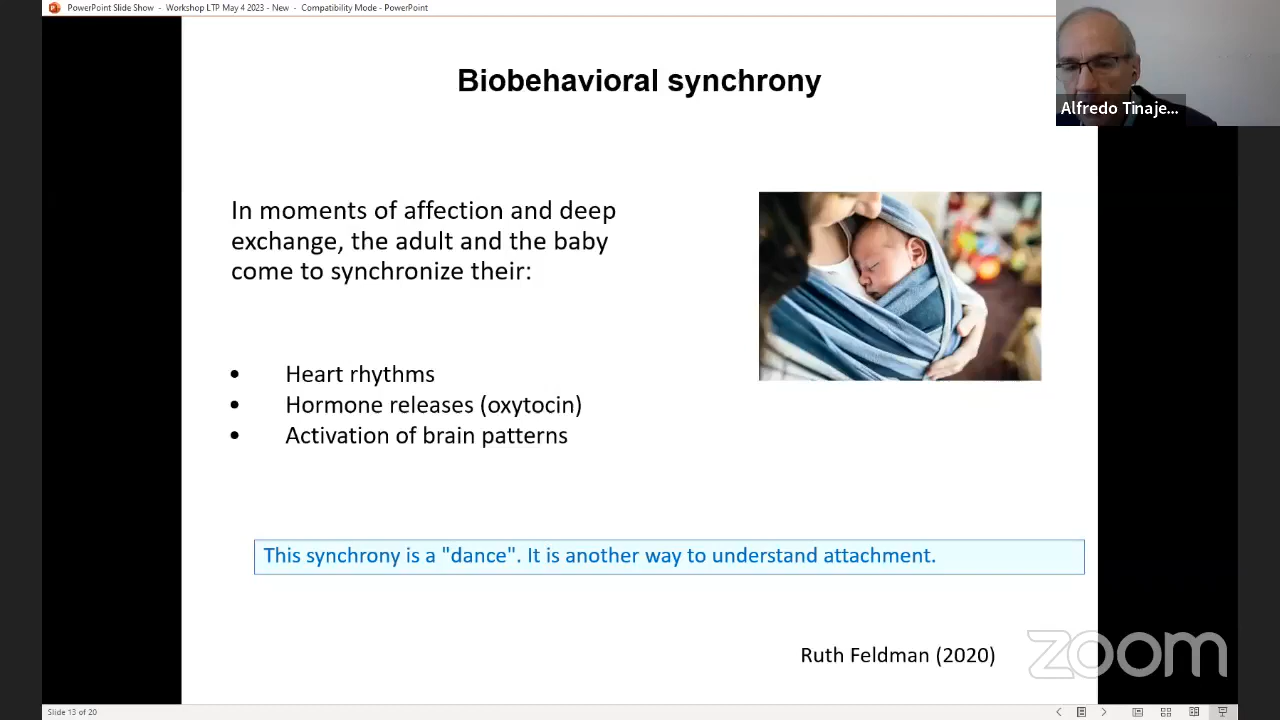 PowerPoint Slide Show - Workshop LTP May 4 2023 - New - Compatibility Mode - PowerPoint
Alfredo Tinaje...
Biobehavioral synchrony
In moments of affection and deep
exchange, the adult and the baby
come to synchronize their:
• Heart rhythms
• Hormone releases (oxytocin)
• Activation of brain patterns
This synchrony is a "dance". It is another way to understand attachment.
Ruth Feldman (2020)
zoom
Slide 13 of 20